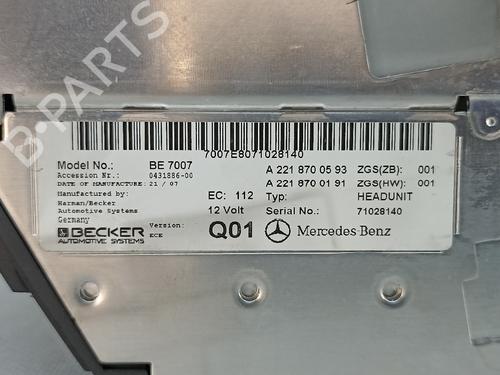 B-PARTS
7007E8071028140
Model No.: BE 7007 A 221 870 05 93 ZGS(ZB): 001
Accession Nr.: 0431886-00 A 221 870 01 91 ZGS(HW): 001
DATE OF MANUFACTURE: 21 / 07
Manufactured by: EC: 112 Typ: HEADUNIT
Harman/Becker
Automotive Systems 12 Volt Serial No.: 71028140
Germany
BECKER Version: Q01 Mercedes-Benz
AUTOMOTIVE SYSTEMS ECE